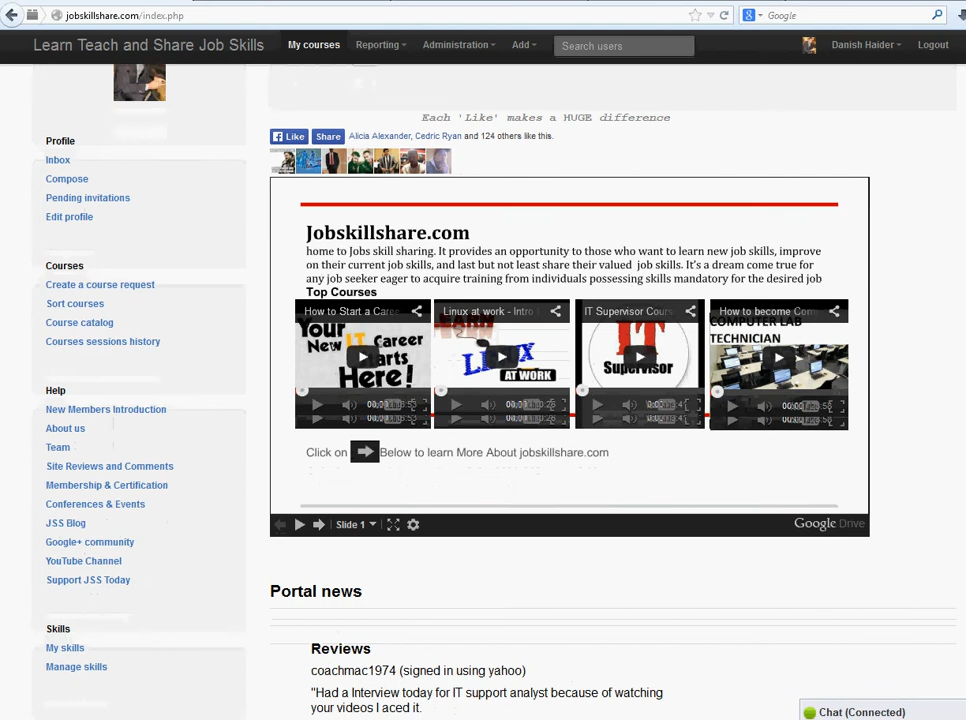 jobskillshare.com/index.php
Google
Learn Teach and Share Job Skills
My courses
Reporting
Administration
Add
Search users
Danish Haider
Logout
Each 'Like' makes a HUGE difference
Like
Share
Alicia Alexander, Cedric Ryan and 124 others like this.
Profile
Inbox
Compose
Pending invitations
Edit profile
Courses
Create a course request
Sort courses
Course catalog
Courses sessions history
Help
New Members Introduction
About us
Team
Site Reviews and Comments
Membership & Certification
Conferences & Events
JSS Blog
Google+ community
YouTube Channel
Support JSS Today
Skills
My skills
Manage skills
Jobskillshare.com
home to Jobs skill sharing. It provides an opportunity to those who want to learn new job skills, improve
on their current job skills, and last but not least share their valued job skills. It's a dream come true for
any job seeker eager to acquire training from individuals possessing skills mandatory for the desired job
Top Courses
How to Start a Caree
Your
New IT Career
Starts
Here!
Linux at work - Intro
LEARN
LINUX
AT WORK
IT Supervisor Cours
IT
Supervisor
How to become Com
COMPUTER LAB
TECHNICIAN
Click on Below to learn More About jobskillshare.com
Slide 1
Google Drive
Portal news
Reviews
coachmac1974 (signed in using yahoo)
"Had a Interview today for IT support analyst because of watching
your videos I aced it.
Chat (Connected)